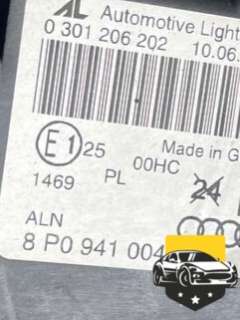 AL Automotive Light
0 301 206 202 10.06.
E1 25
Made in G
00HC
PL
1469
24
ALN
8 P0 941 004